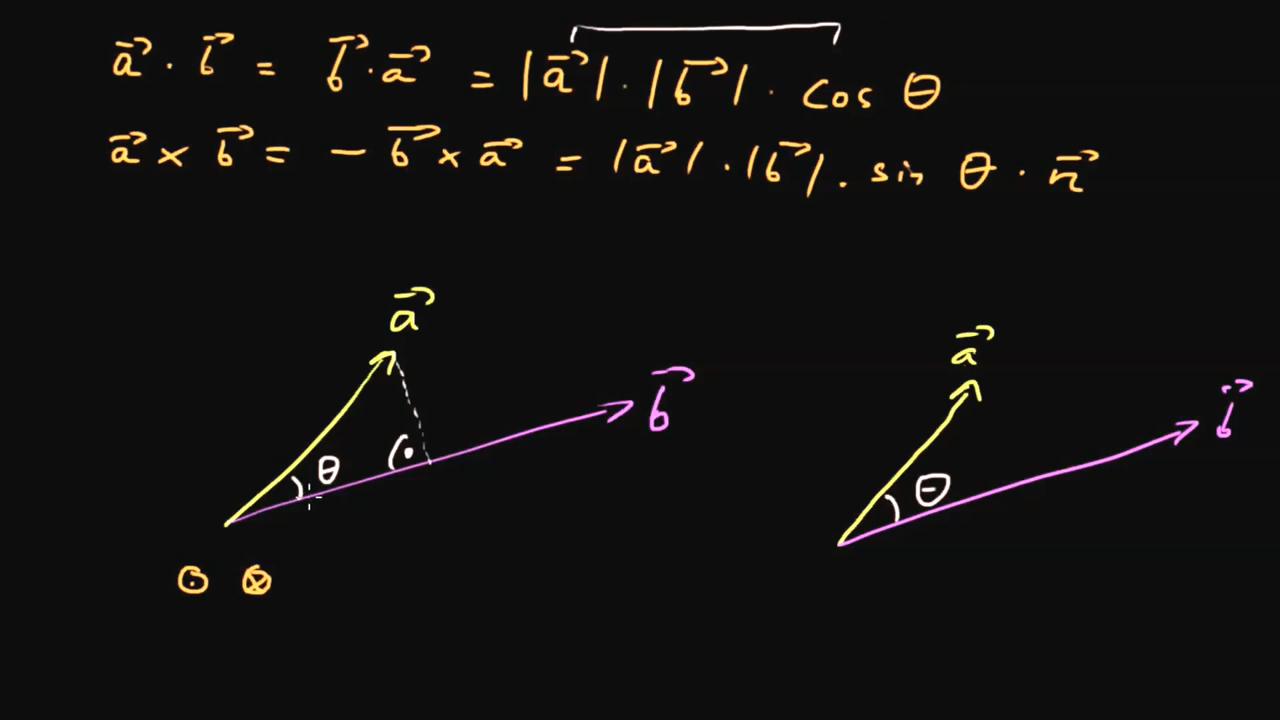 a⃗ · b⃗ = b⃗ · a⃗ = |a⃗| · |b⃗| · cos θ
a⃗ × b⃗ = − b⃗ × a⃗ = |a⃗| · |b⃗| · sin θ · n⃗
a⃗
a⃗
b⃗
b⃗
θ
θ
⊙ ⊗